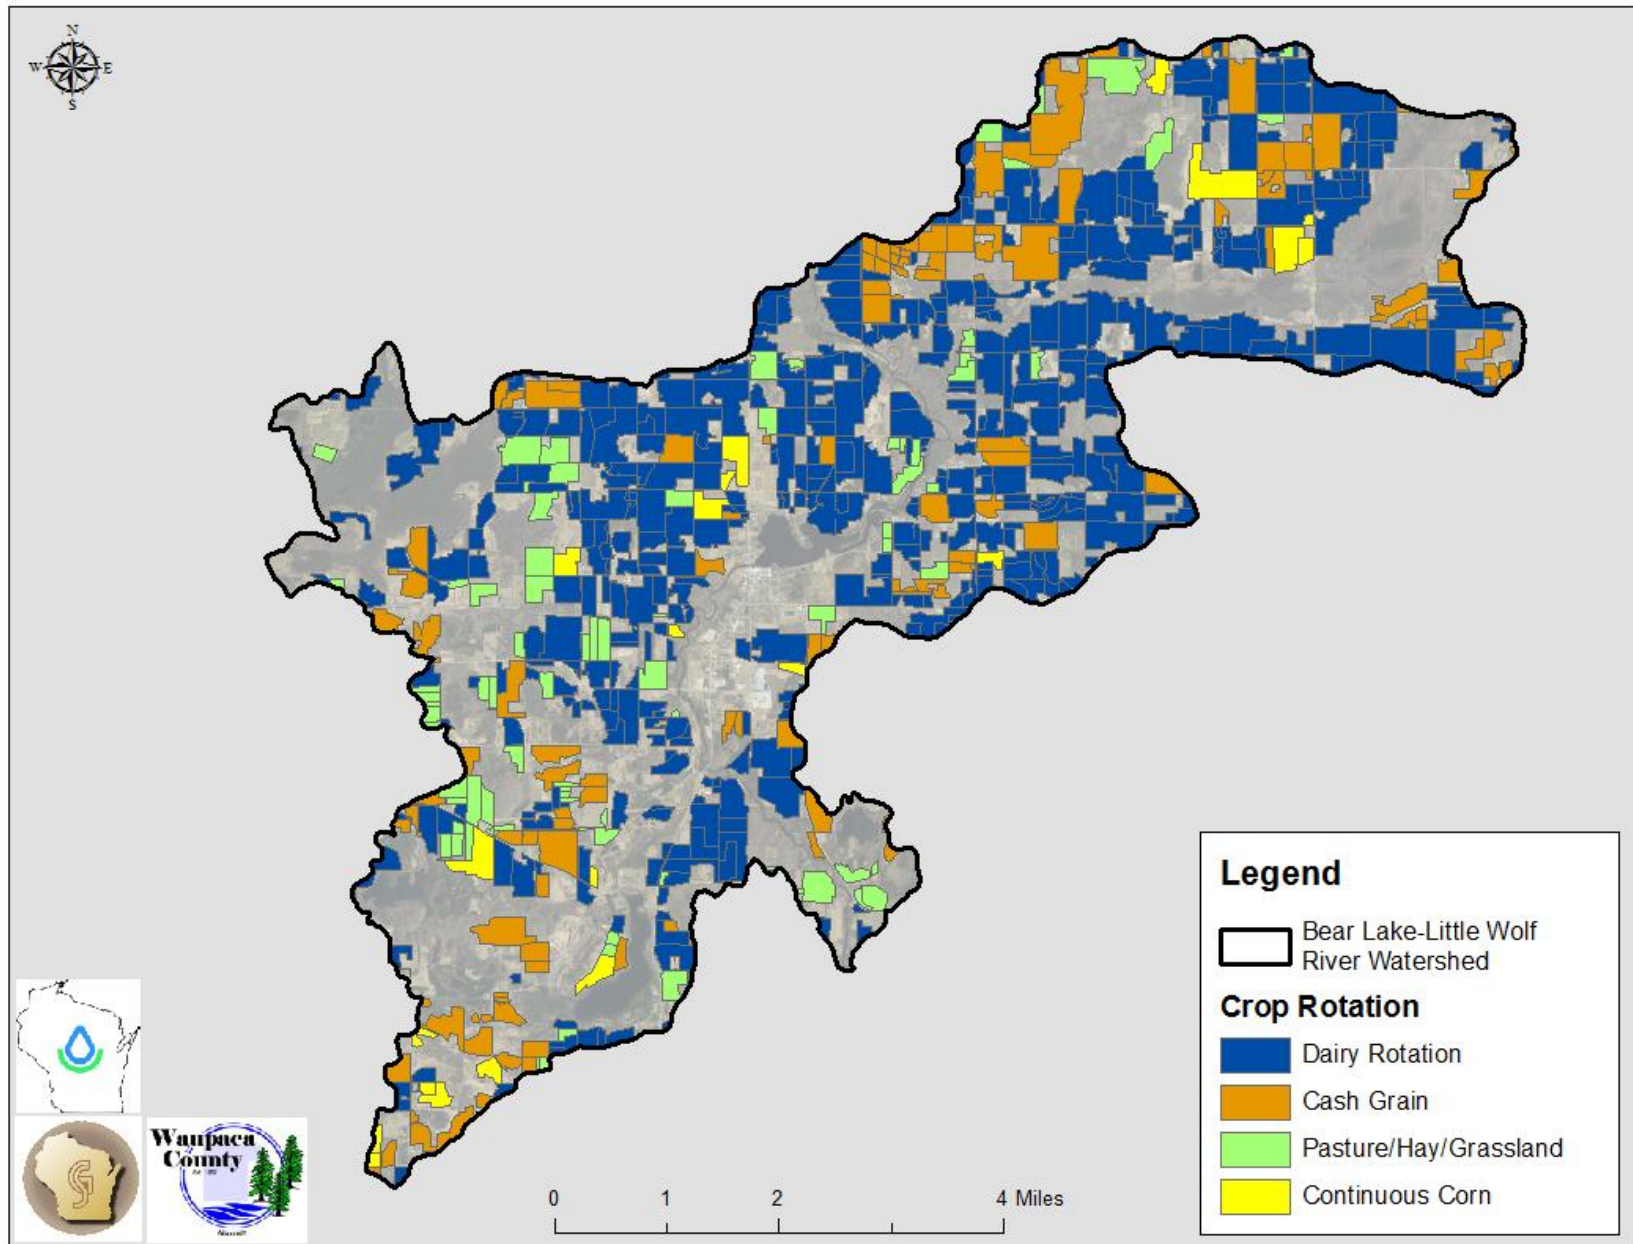 N
W E
S
Legend
Bear Lake-Little Wolf
River Watershed
Crop Rotation
Dairy Rotation
Cash Grain
Pasture/Hay/Grassland
Continuous Corn
Waupaca
County
0 1 2 4 Miles